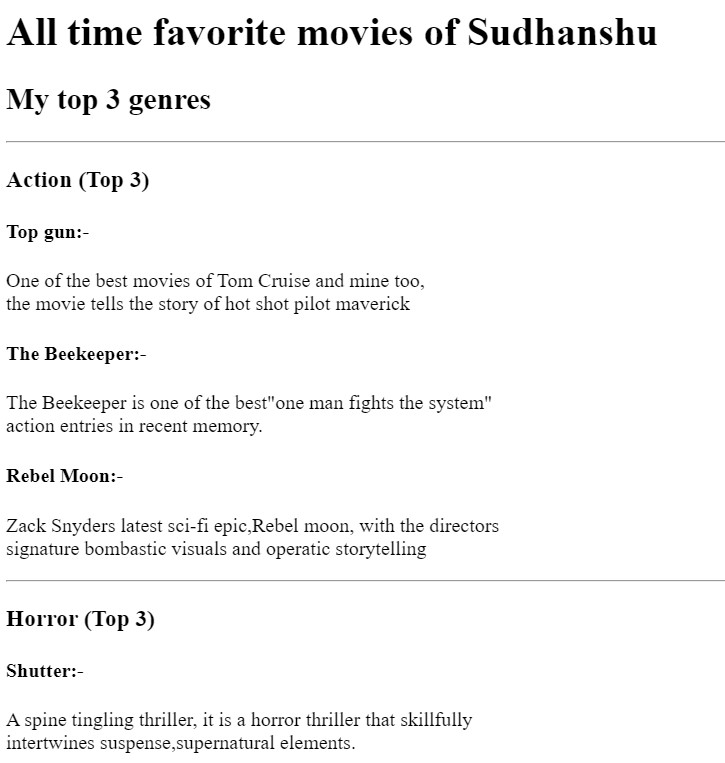 All time favorite movies of Sudhanshu
My top 3 genres
Action (Top 3)
Top gun:-
One of the best movies of Tom Cruise and mine too,
the movie tells the story of hot shot pilot maverick
The Beekeeper:-
The Beekeeper is one of the best"one man fights the system"
action entries in recent memory.
Rebel Moon:-
Zack Snyders latest sci-fi epic,Rebel moon, with the directors
signature bombastic visuals and operatic storytelling
Horror (Top 3)
Shutter:-
A spine tingling thriller, it is a horror thriller that skillfully
intertwines suspense,supernatural elements.